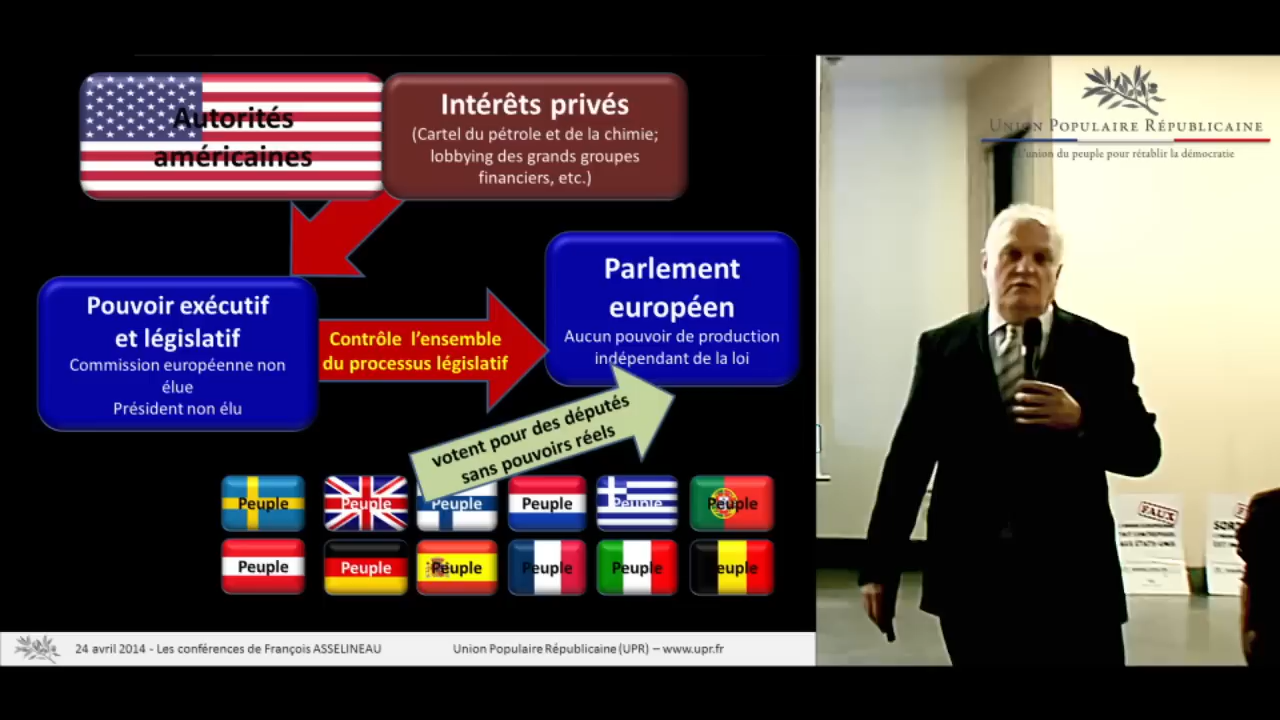 Autorités
américaines
Intérêts privés
(Cartel du pétrole et de la chimie;
lobbying des grands groupes
financiers, etc.)
Pouvoir exécutif
et législatif
Commission européenne non
élue
Président non élu
Contrôle l’ensemble
du processus législatif
Parlement
européen
Aucun pouvoir de production
indépendant de la loi
votent pour des députés
sans pouvoirs réels
Peuple
Peuple
Peuple
Peuple
Peuple
Peuple
Peuple
Peuple
Peuple
Peuple
Peuple
Peuple
24 avril 2014 - Les conférences de François ASSELINEAU
Union Populaire Républicaine (UPR) – www.upr.fr
Union Populaire Républicaine
L'union du peuple pour rétablir la démocratie
FAUX